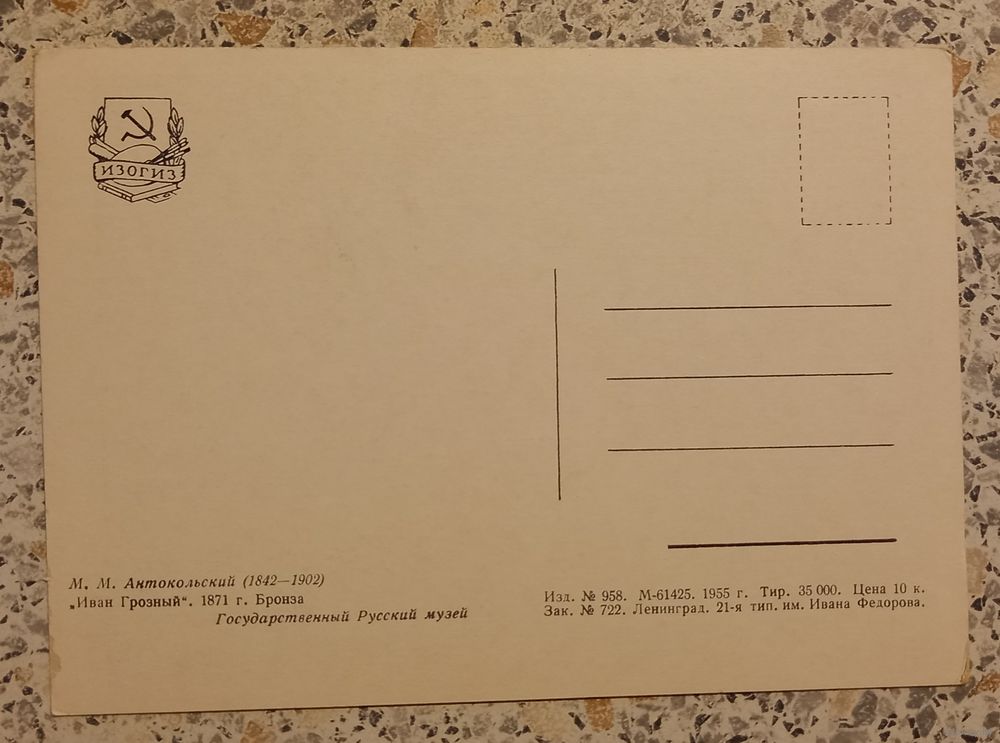 ИЗОГИЗ
М. М. Антокольский (1842—1902)
„Иван Грозный“. 1871 г. Бронза
Государственный Русский музей
Изд. № 958. М-61425. 1955 г. Тир. 35 000. Цена 10 к.
Зак. № 722. Ленинград. 21-я тип. им. Ивана Федорова.